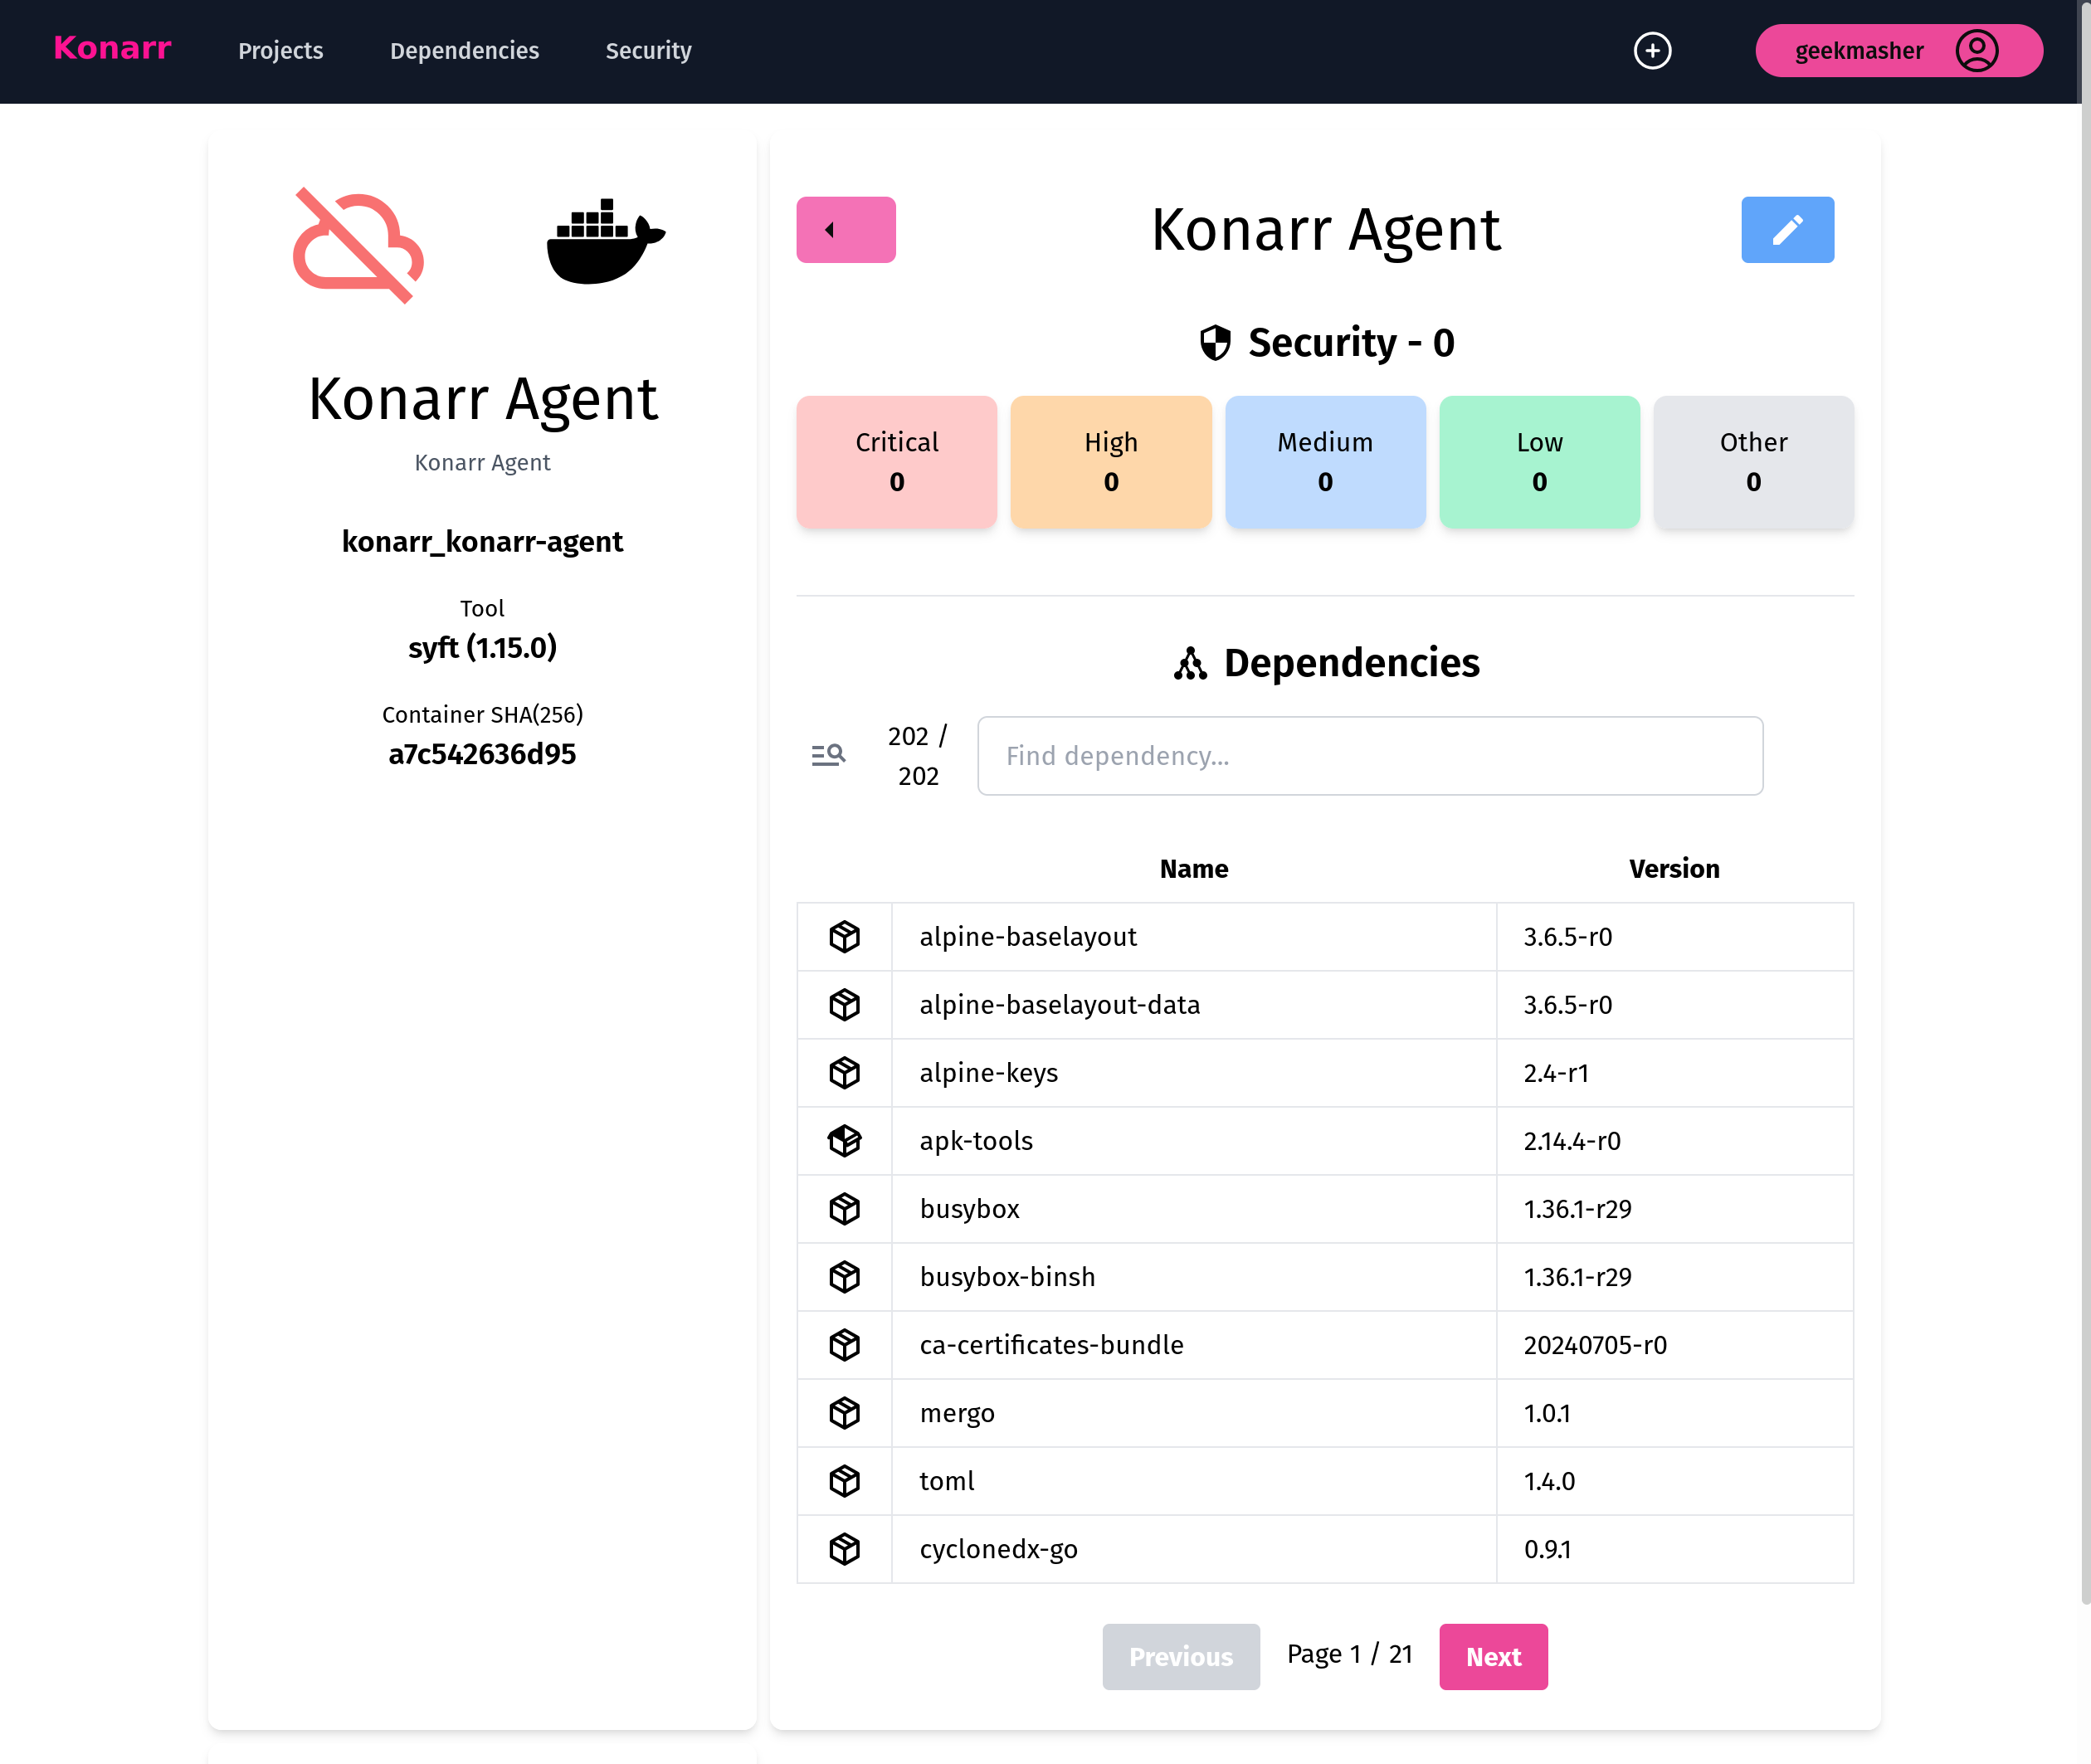 Konarr
Projects
Dependencies
Security
geekmasher
Konarr Agent
Konarr Agent
konarr_konarr-agent
Tool
syft (1.15.0)
Container SHA(256)
a7c542636d95
Konarr Agent
Security - 0
Critical
0
High
0
Medium
0
Low
0
Other
0
Dependencies
202 /
202
Find dependency...
Name Version
alpine-baselayout 3.6.5-r0
alpine-baselayout-data 3.6.5-r0
alpine-keys 2.4-r1
apk-tools 2.14.4-r0
busybox 1.36.1-r29
busybox-binsh 1.36.1-r29
ca-certificates-bundle 20240705-r0
mergo 1.0.1
toml 1.4.0
cyclonedx-go 0.9.1
Previous Page 1 / 21 Next